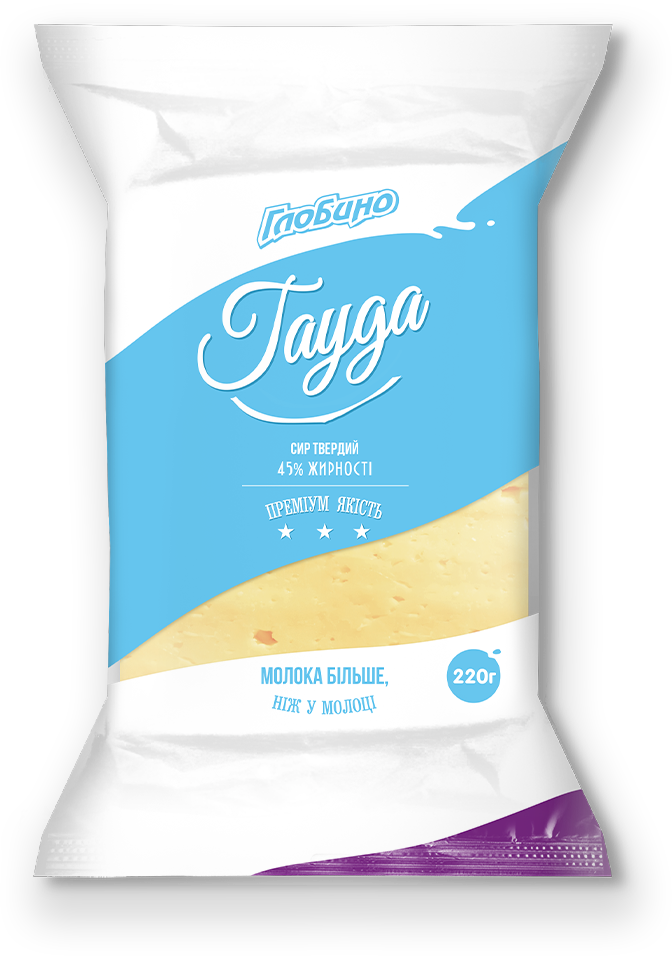 Глобино
Гауда
СИР ТВЕРДИЙ
45% ЖИРНОСТІ
ПРЕМІУМ ЯКІСТЬ
МОЛОКА БІЛЬШЕ,
НІЖ У МОЛОЦІ
220г